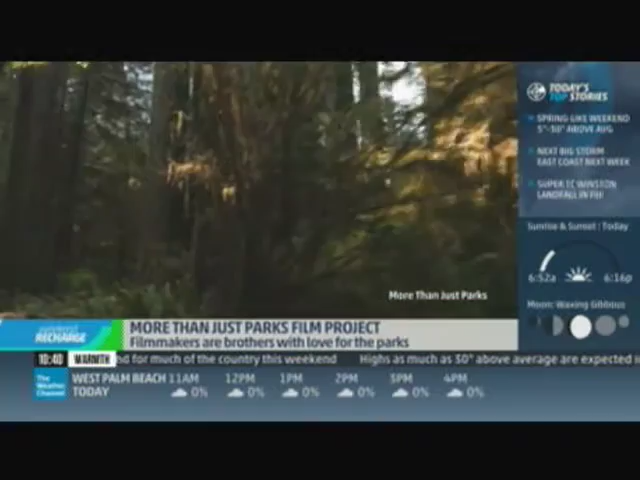 TODAY'S
TOP STORIES
SPRING-LIKE WEEKEND
5°-30° ABOVE AVG
NEXT BIG STORM
EAST COAST NEXT WEEK
SUPER TC WINSTON
LANDFALL IN FIJI
Sunrise & Sunset: Today
6:52a 6:16p
Moon: Waxing Gibbous
More Than Just Parks
weekend
RECHARGE
MORE THAN JUST PARKS FILM PROJECT
Filmmakers are brothers with love for the parks
10:40 WARMTH for much of the country this weekend Highs as much as 30° above average are expected
The Weather Channel
WEST PALM BEACH 11AM 12PM 1PM 2PM 3PM 4PM
TODAY 0% 0% 0% 0% 0% 0%